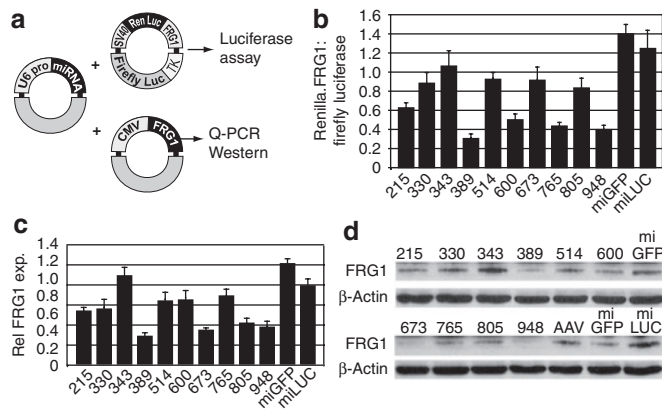 a
U6 pro
miRNA
+
SV40
Ren Luc
FRG1
Firefly Luc
TK
Luciferase
assay
+
CMV
FRG1
Q-PCR
Western
b
Renilla.FRG1:
firefly luciferase
1.6
1.4
1.2
1.0
0.8
0.6
0.4
0.2
0
215
330
343
389
514
600
673
765
805
948
miGFP
miLUC
c
Rel FRG1 exp.
1.4
1.2
1.0
0.8
0.6
0.4
0.2
0
215
330
343
389
514
600
673
765
805
948
miGFP
miLUC
d
215 330 343 389 514 600 mi
GFP
FRG1
β-Actin
673 765 805 948 AAV mi mi
GFP LUC
FRG1
β-Actin